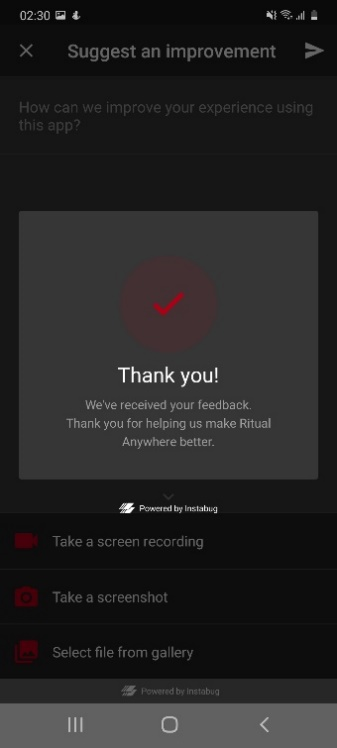 02:30
Suggest an improvement
How can we improve your experience using
this app?
Thank you!
We've received your feedback.
Thank you for helping us make Ritual
Anywhere better.
Powered by Instabug
Take a screen recording
Take a screenshot
Select file from gallery
Powered by Instabug